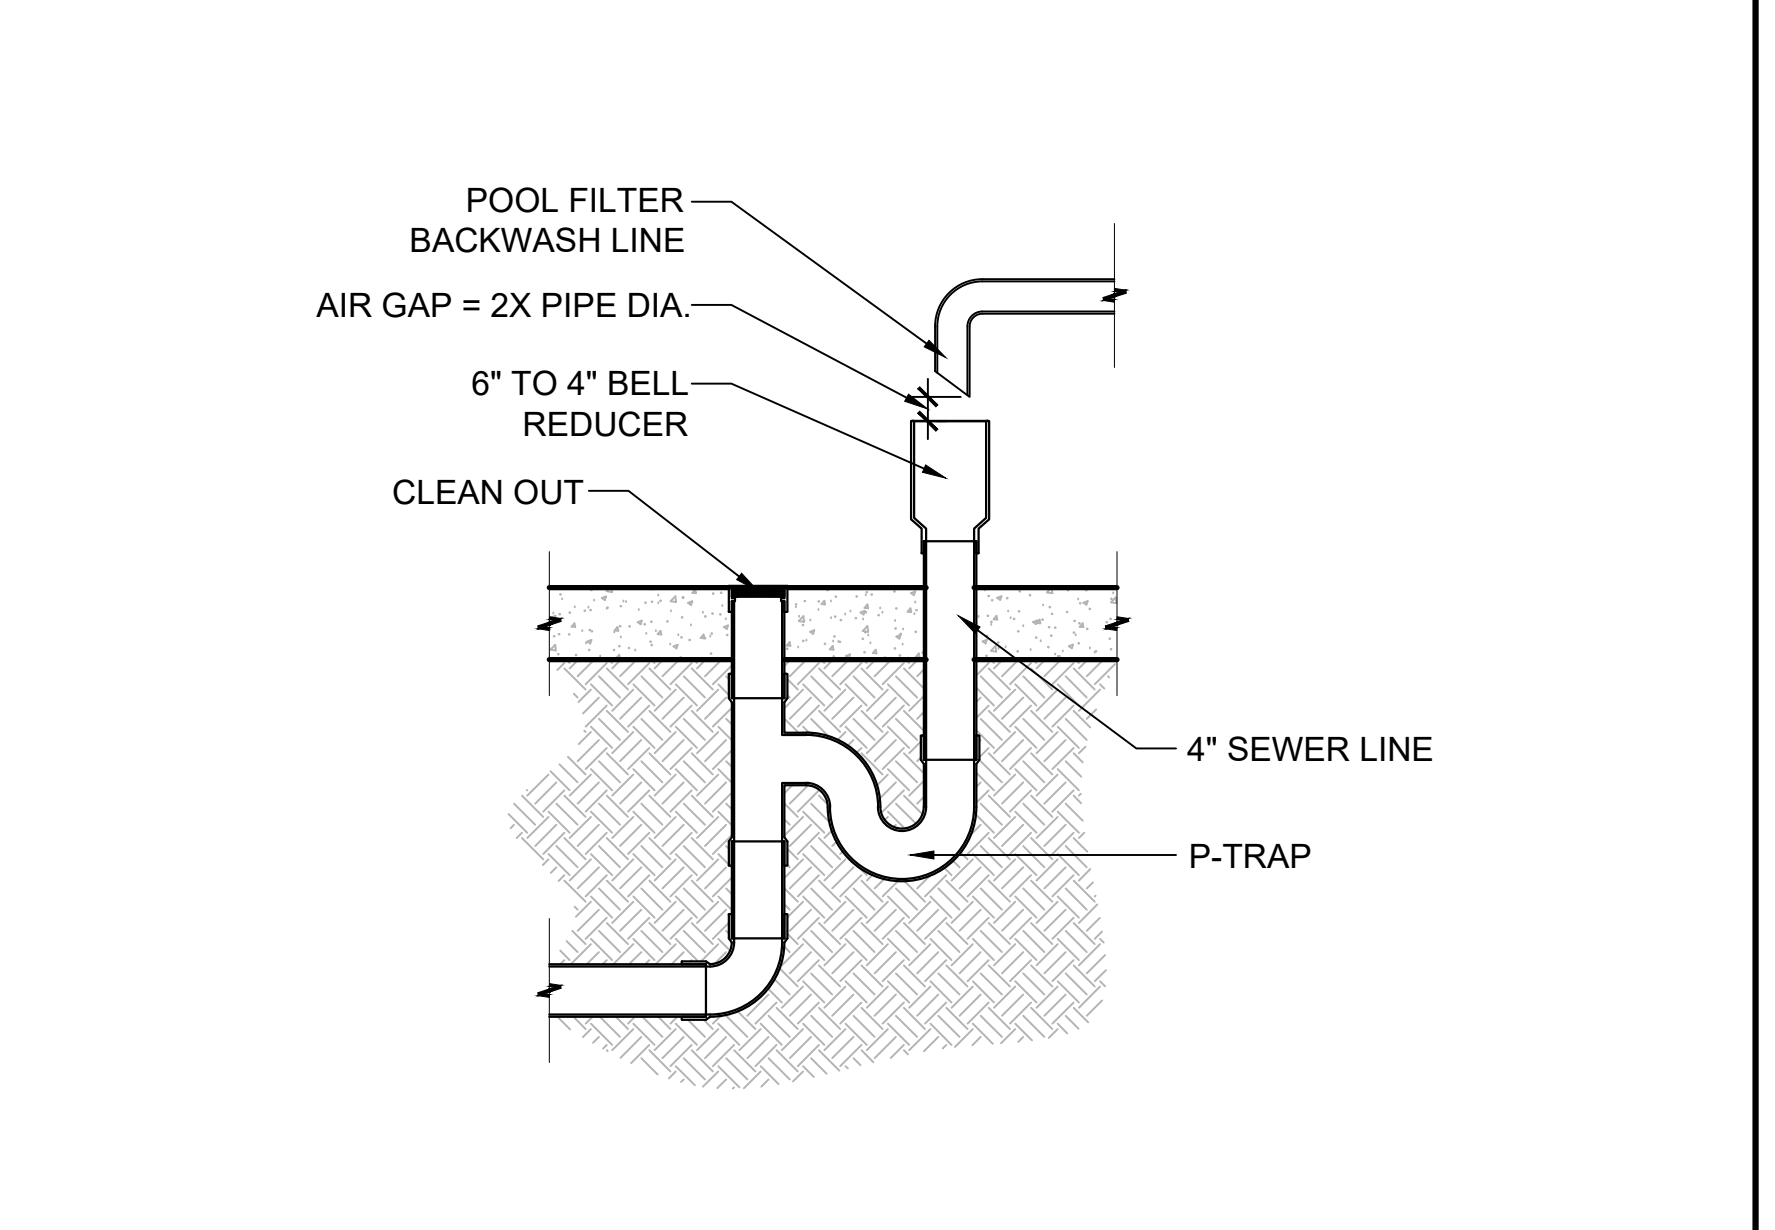 POOL FILTER
BACKWASH LINE
AIR GAP = 2X PIPE DIA.
6" TO 4" BELL
REDUCER
CLEAN OUT
4" SEWER LINE
P-TRAP